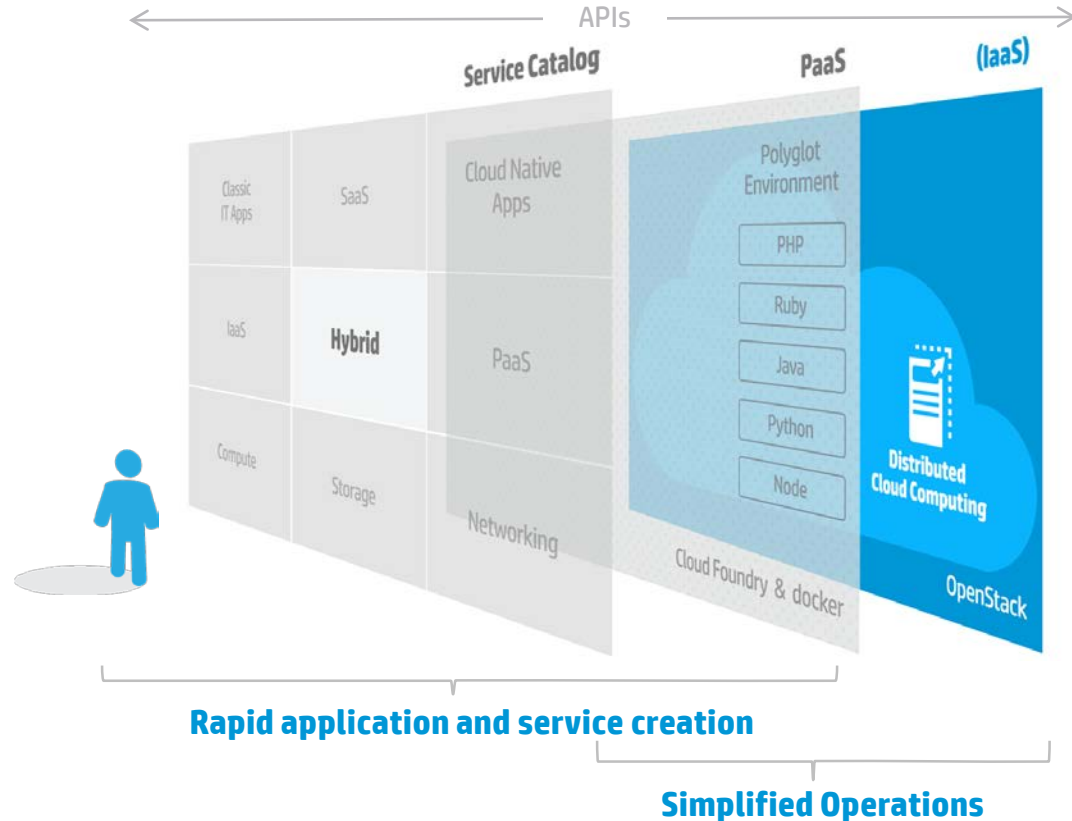 APIs
Service Catalog
PaaS
(IaaS)
Classic
IT Apps
SaaS
Cloud Native
Apps
IaaS
Hybrid
PaaS
Compute
Storage
Networking
Polyglot
Environment
PHP
Ruby
Java
Python
Node
Cloud Foundry & docker
Distributed
Cloud Computing
OpenStack
Rapid application and service creation
Simplified Operations